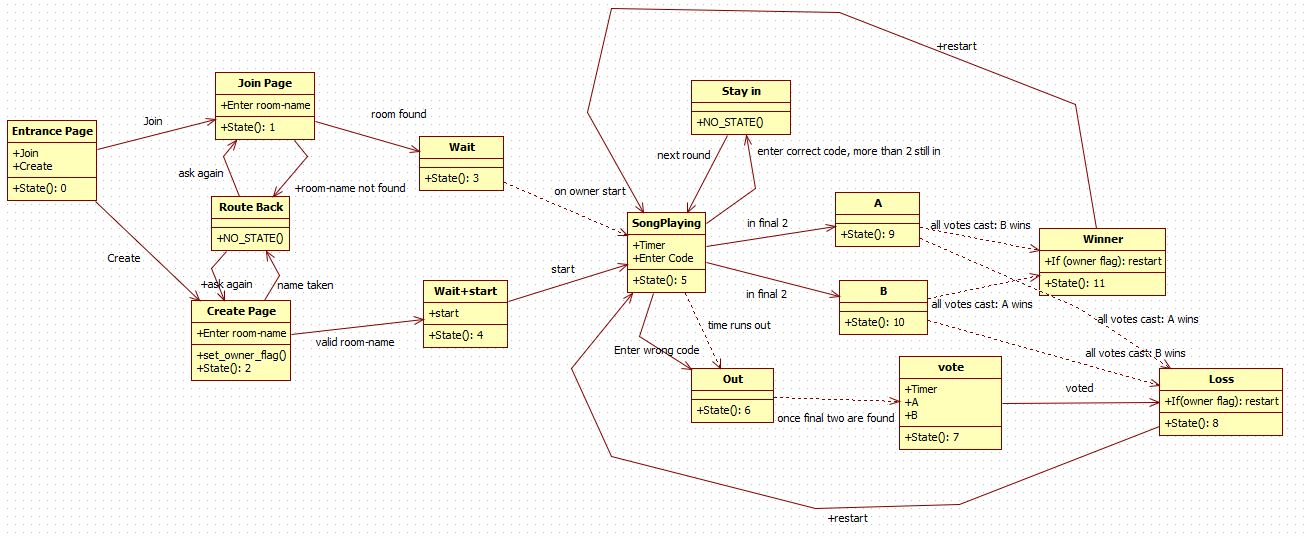 +restart
Join Page
+Enter room-name
+State(): 1
Stay in
+NO_STATE()
Entrance Page
+Join
+Create
+State(): 0
Join
room found
Wait
+State(): 3
next round
enter correct code, more than 2 still in
ask again
+room-name not found
on owner start
Route Back
+NO_STATE()
SongPlaying
+Timer
+Enter Code
+State(): 5
in final 2
A
+State(): 9
all votes cast: B wins
Winner
+If (owner flag): restart
+State(): 11
Create
+ask again
name taken
start
in final 2
Wait+start
+start
+State(): 4
B
+State(): 10
all votes cast: A wins
all votes cast: A wins
Create Page
+Enter room-name
+set_owner_flag()
+State(): 2
valid room-name
time runs out
Enter wrong code
all votes cast: B wins
Out
+State(): 6
once final two are found
vote
+Timer
+A
+B
+State(): 7
voted
Loss
+If(owner flag): restart
+State(): 8
+restart